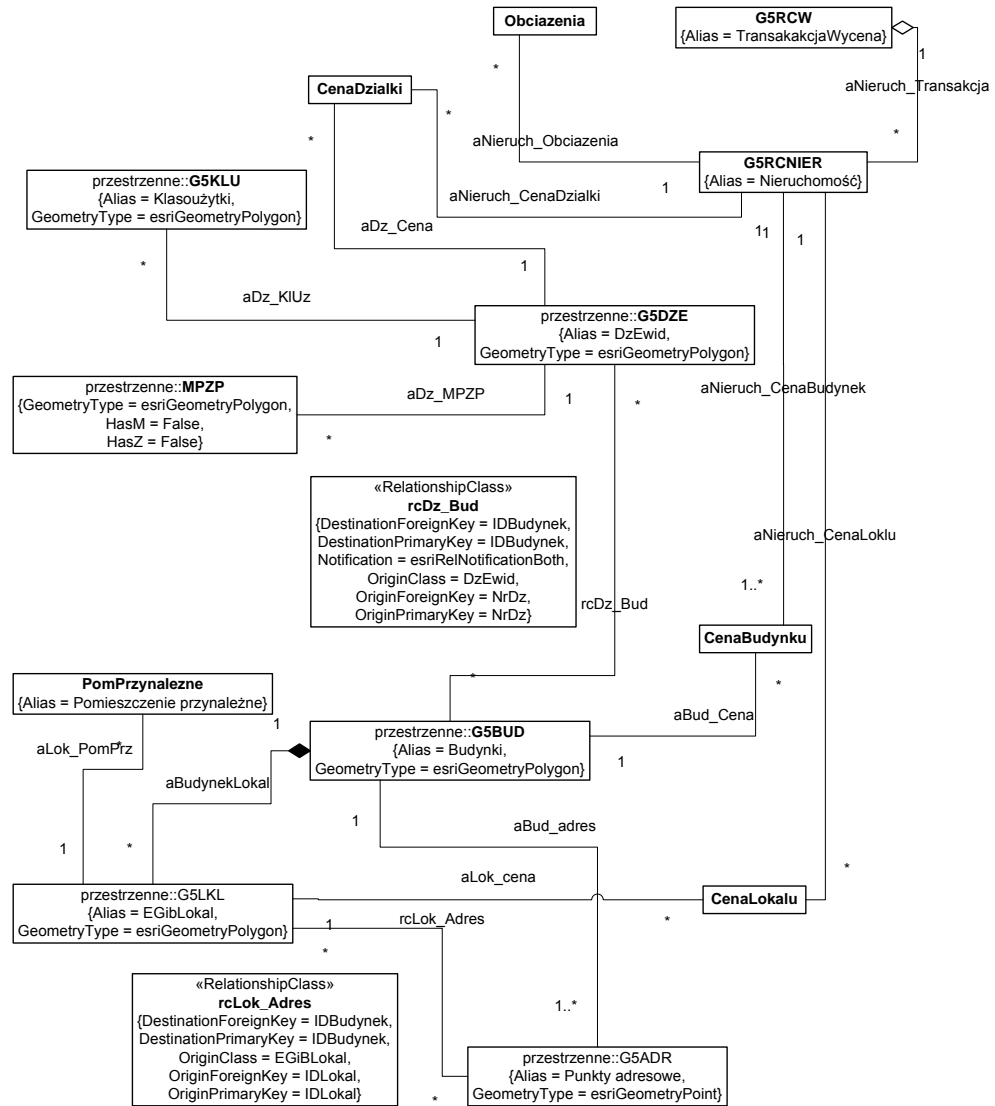 Obciazenia
G5RCW
{Alias = TransakakcjaWycena}
1
*
CenaDzialki
*
*
aNieruch_Transakcja
*
aNieruch_Obciazenia
*
G5RCNIER
{Alias = Nieruchomość}
przestrzenne::G5KLU
{Alias = Klasoużytki,
GeometryType = esriGeometryPolygon}
1
aNieruch_CenaDzialki
aDz_Cena
1
1
1
*
1
aDz_KlUz
przestrzenne::G5DZE
{Alias = DzEwid,
GeometryType = esriGeometryPolygon}
1
przestrzenne::MPZP
{GeometryType = esriGeometryPolygon,
HasM = False,
HasZ = False}
aDz_MPZP
1
*
*
aNieruch_CenaBudynek
«RelationshipClass»
rcDz_Bud
{DestinationForeignKey = IDBudynek,
DestinationPrimaryKey = IDBudynek,
Notification = esriRelNotificationBoth,
OriginClass = DzEwid,
OriginForeignKey = NrDz,
OriginPrimaryKey = NrDz}
aNieruch_CenaLoklu
1..*
rcDz_Bud
CenaBudynku
*
*
PomPrzynalezne
{Alias = Pomieszczenie przynależne}
1
aBud_Cena
przestrzenne::G5BUD
{Alias = Budynki,
GeometryType = esriGeometryPolygon}
1
*
aLok_PomPrz
aBudynekLokal
1
aBud_adres
1
*
*
aLok_cena
przestrzenne::G5LKL
{Alias = EGibLokal,
GeometryType = esriGeometryPolygon}
CenaLokalu
*
1
rcLok_Adres
*
«RelationshipClass»
rcLok_Adres
{DestinationForeignKey = IDBudynek,
DestinationPrimaryKey = IDBudynek,
OriginClass = EGiBLokal,
OriginForeignKey = IDLokal,
OriginPrimaryKey = IDLokal}
1..*
przestrzenne::G5ADR
{Alias = Punkty adresowe,
GeometryType = esriGeometryPoint}
*